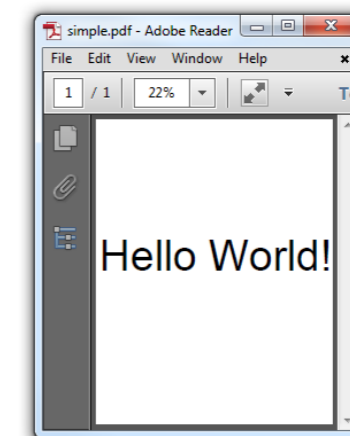 simple.pdf - Adobe Reader
File Edit View Window Help
1 / 1 22%
Hello World!